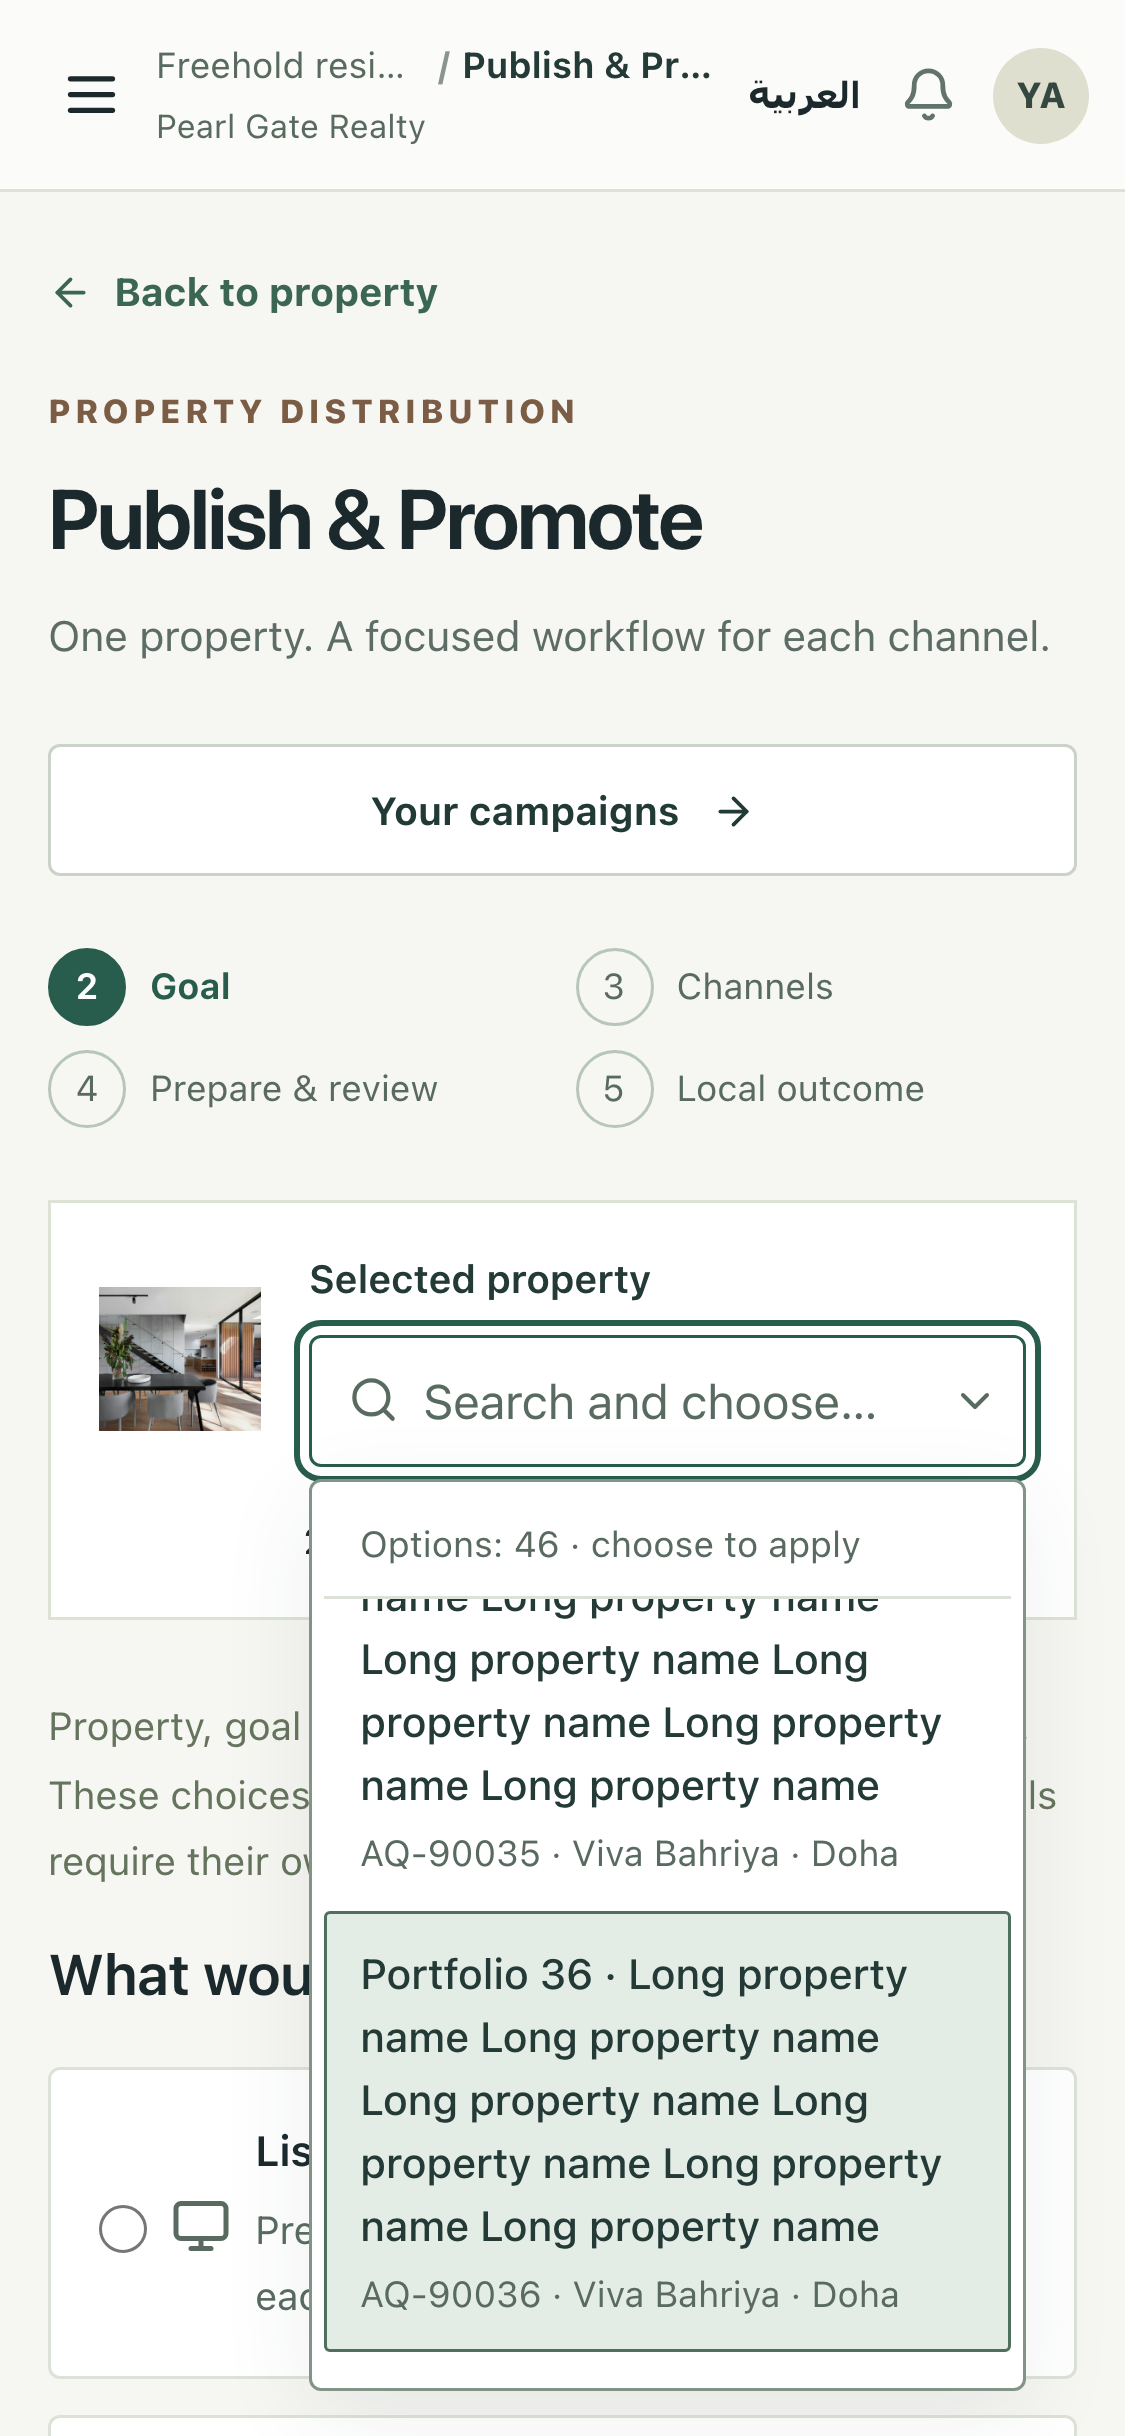 Freehold resi... / Publish & Pr...
Pearl Gate Realty
العربية
YA
Back to property
PROPERTY DISTRIBUTION
Publish & Promote
One property. A focused workflow for each channel.
Your campaigns
2 Goal
3 Channels
4 Prepare & review
5 Local outcome
Selected property
Search and choose...
Options: 46 · choose to apply
name Long property name
Long property name Long
property name Long property
name Long property name
AQ-90035 · Viva Bahriya · Doha
Portfolio 36 · Long property
name Long property name
Long property name Long
property name Long property
name Long property name
AQ-90036 · Viva Bahriya · Doha
Property, goal
These choices
require their
What